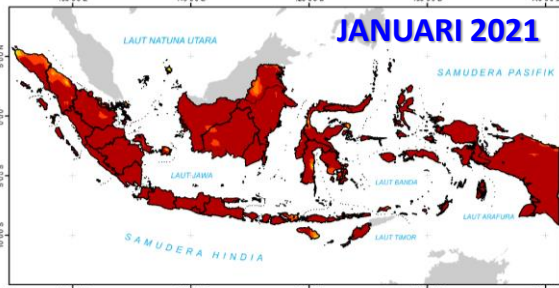 JANUARI 2021
LAUT NATUNA UTARA
SAMUDERA PASIFIK
LAUT JAWA
LAUT BANDA
LAUT ARAFURA
LAUT TIMOR
SAMUDERA HINDIA